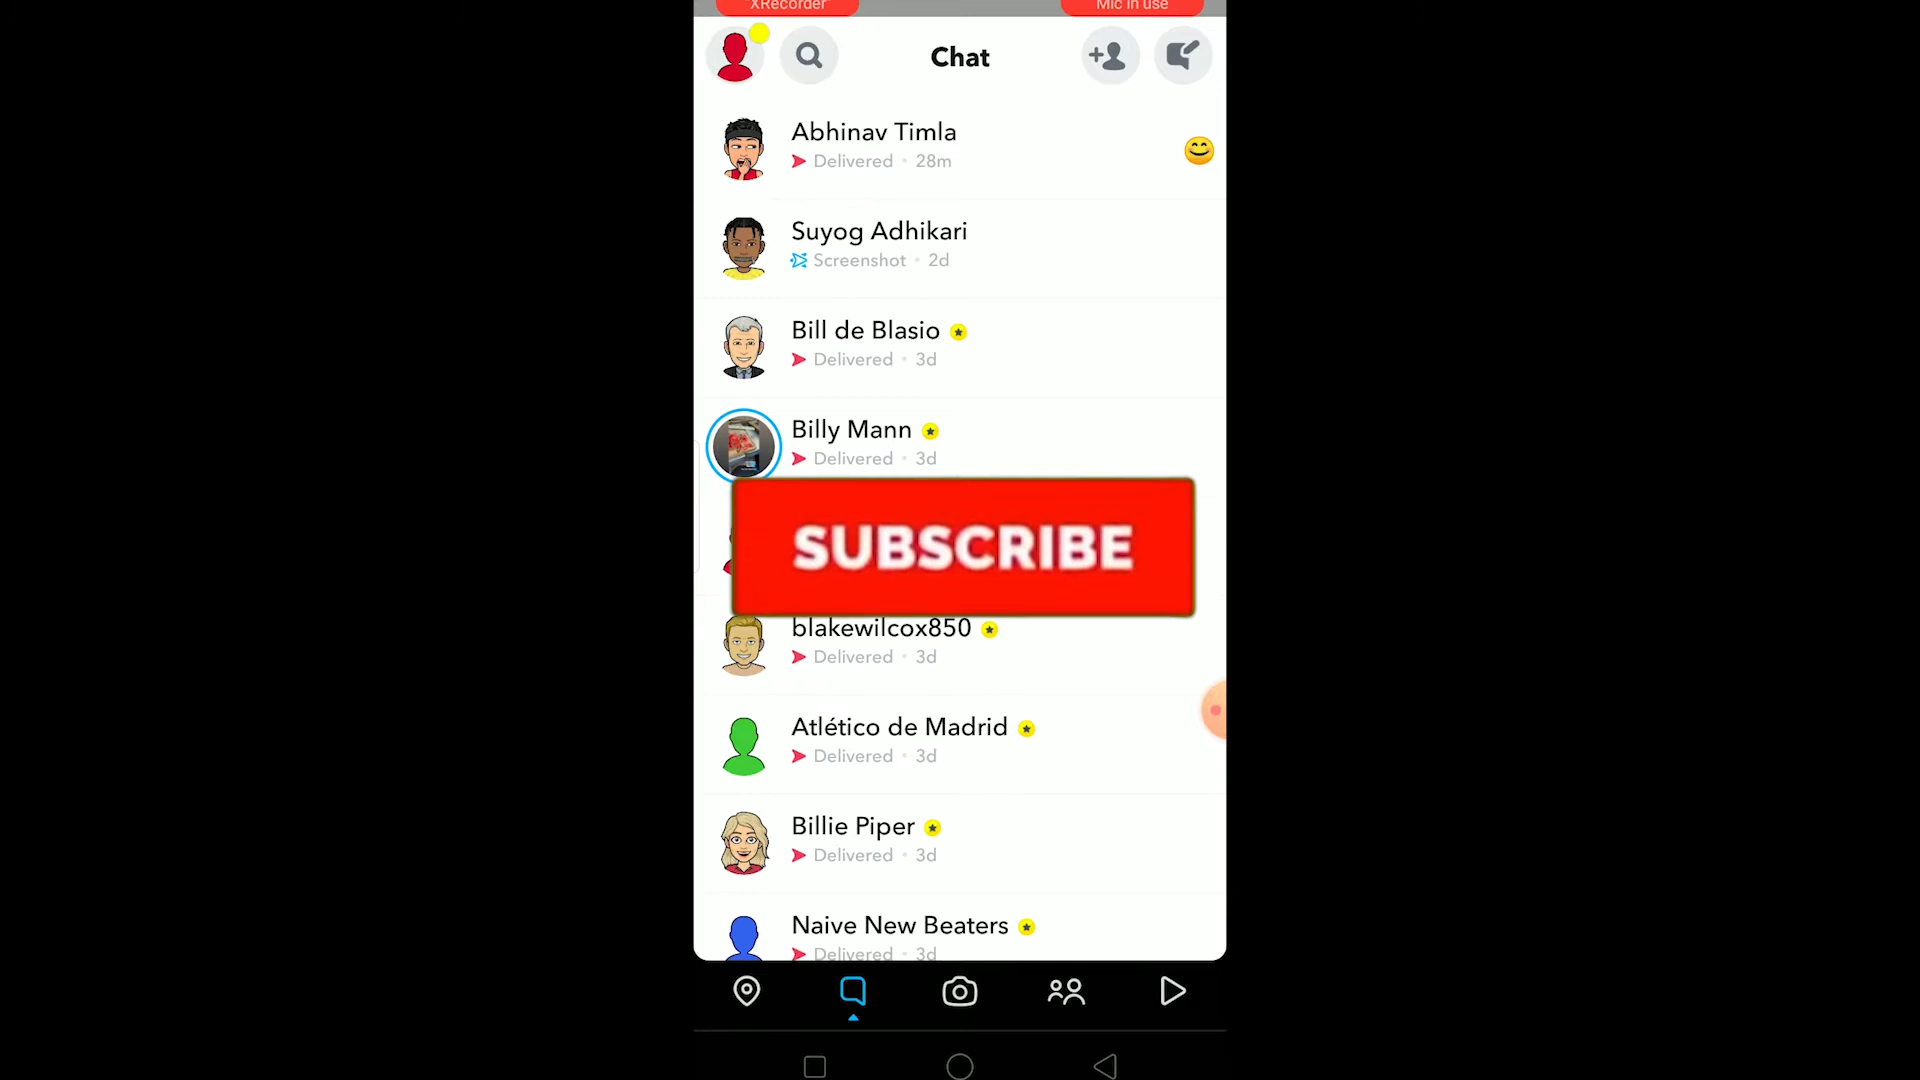 "XRecorder"
Mic in use
Chat
Abhinav Timla
Delivered • 28m
Suyog Adhikari
Screenshot • 2d
Bill de Blasio
Delivered • 3d
Billy Mann
Delivered • 3d
SUBSCRIBE
blakewilcox850
Delivered • 3d
Atlético de Madrid
Delivered • 3d
Billie Piper
Delivered • 3d
Naive New Beaters
Delivered • 3d